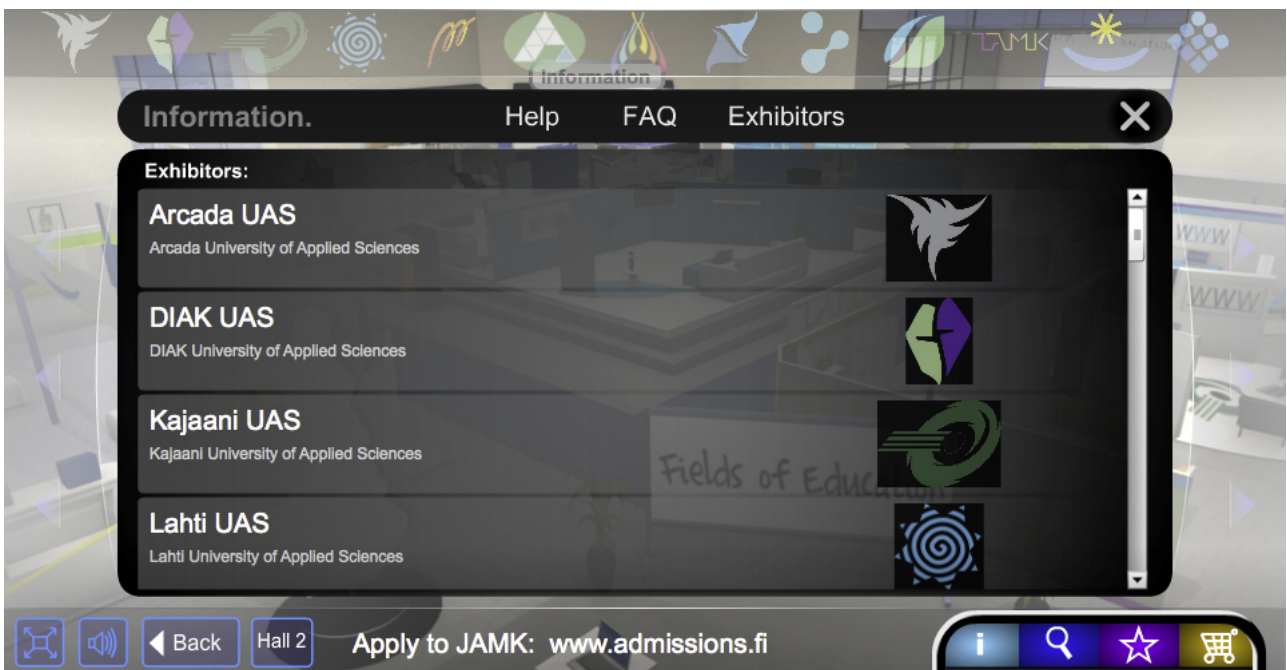 TAMK
Information
Information.
Help
FAQ
Exhibitors
Exhibitors:
Arcada UAS
Arcada University of Applied Sciences
DIAK UAS
DIAK University of Applied Sciences
Kajaani UAS
Kajaani University of Applied Sciences
Lahti UAS
Lahti University of Applied Sciences
WWW
WWW
Fields of Education
Back
Hall 2
Apply to JAMK: www.admissions.fi
i